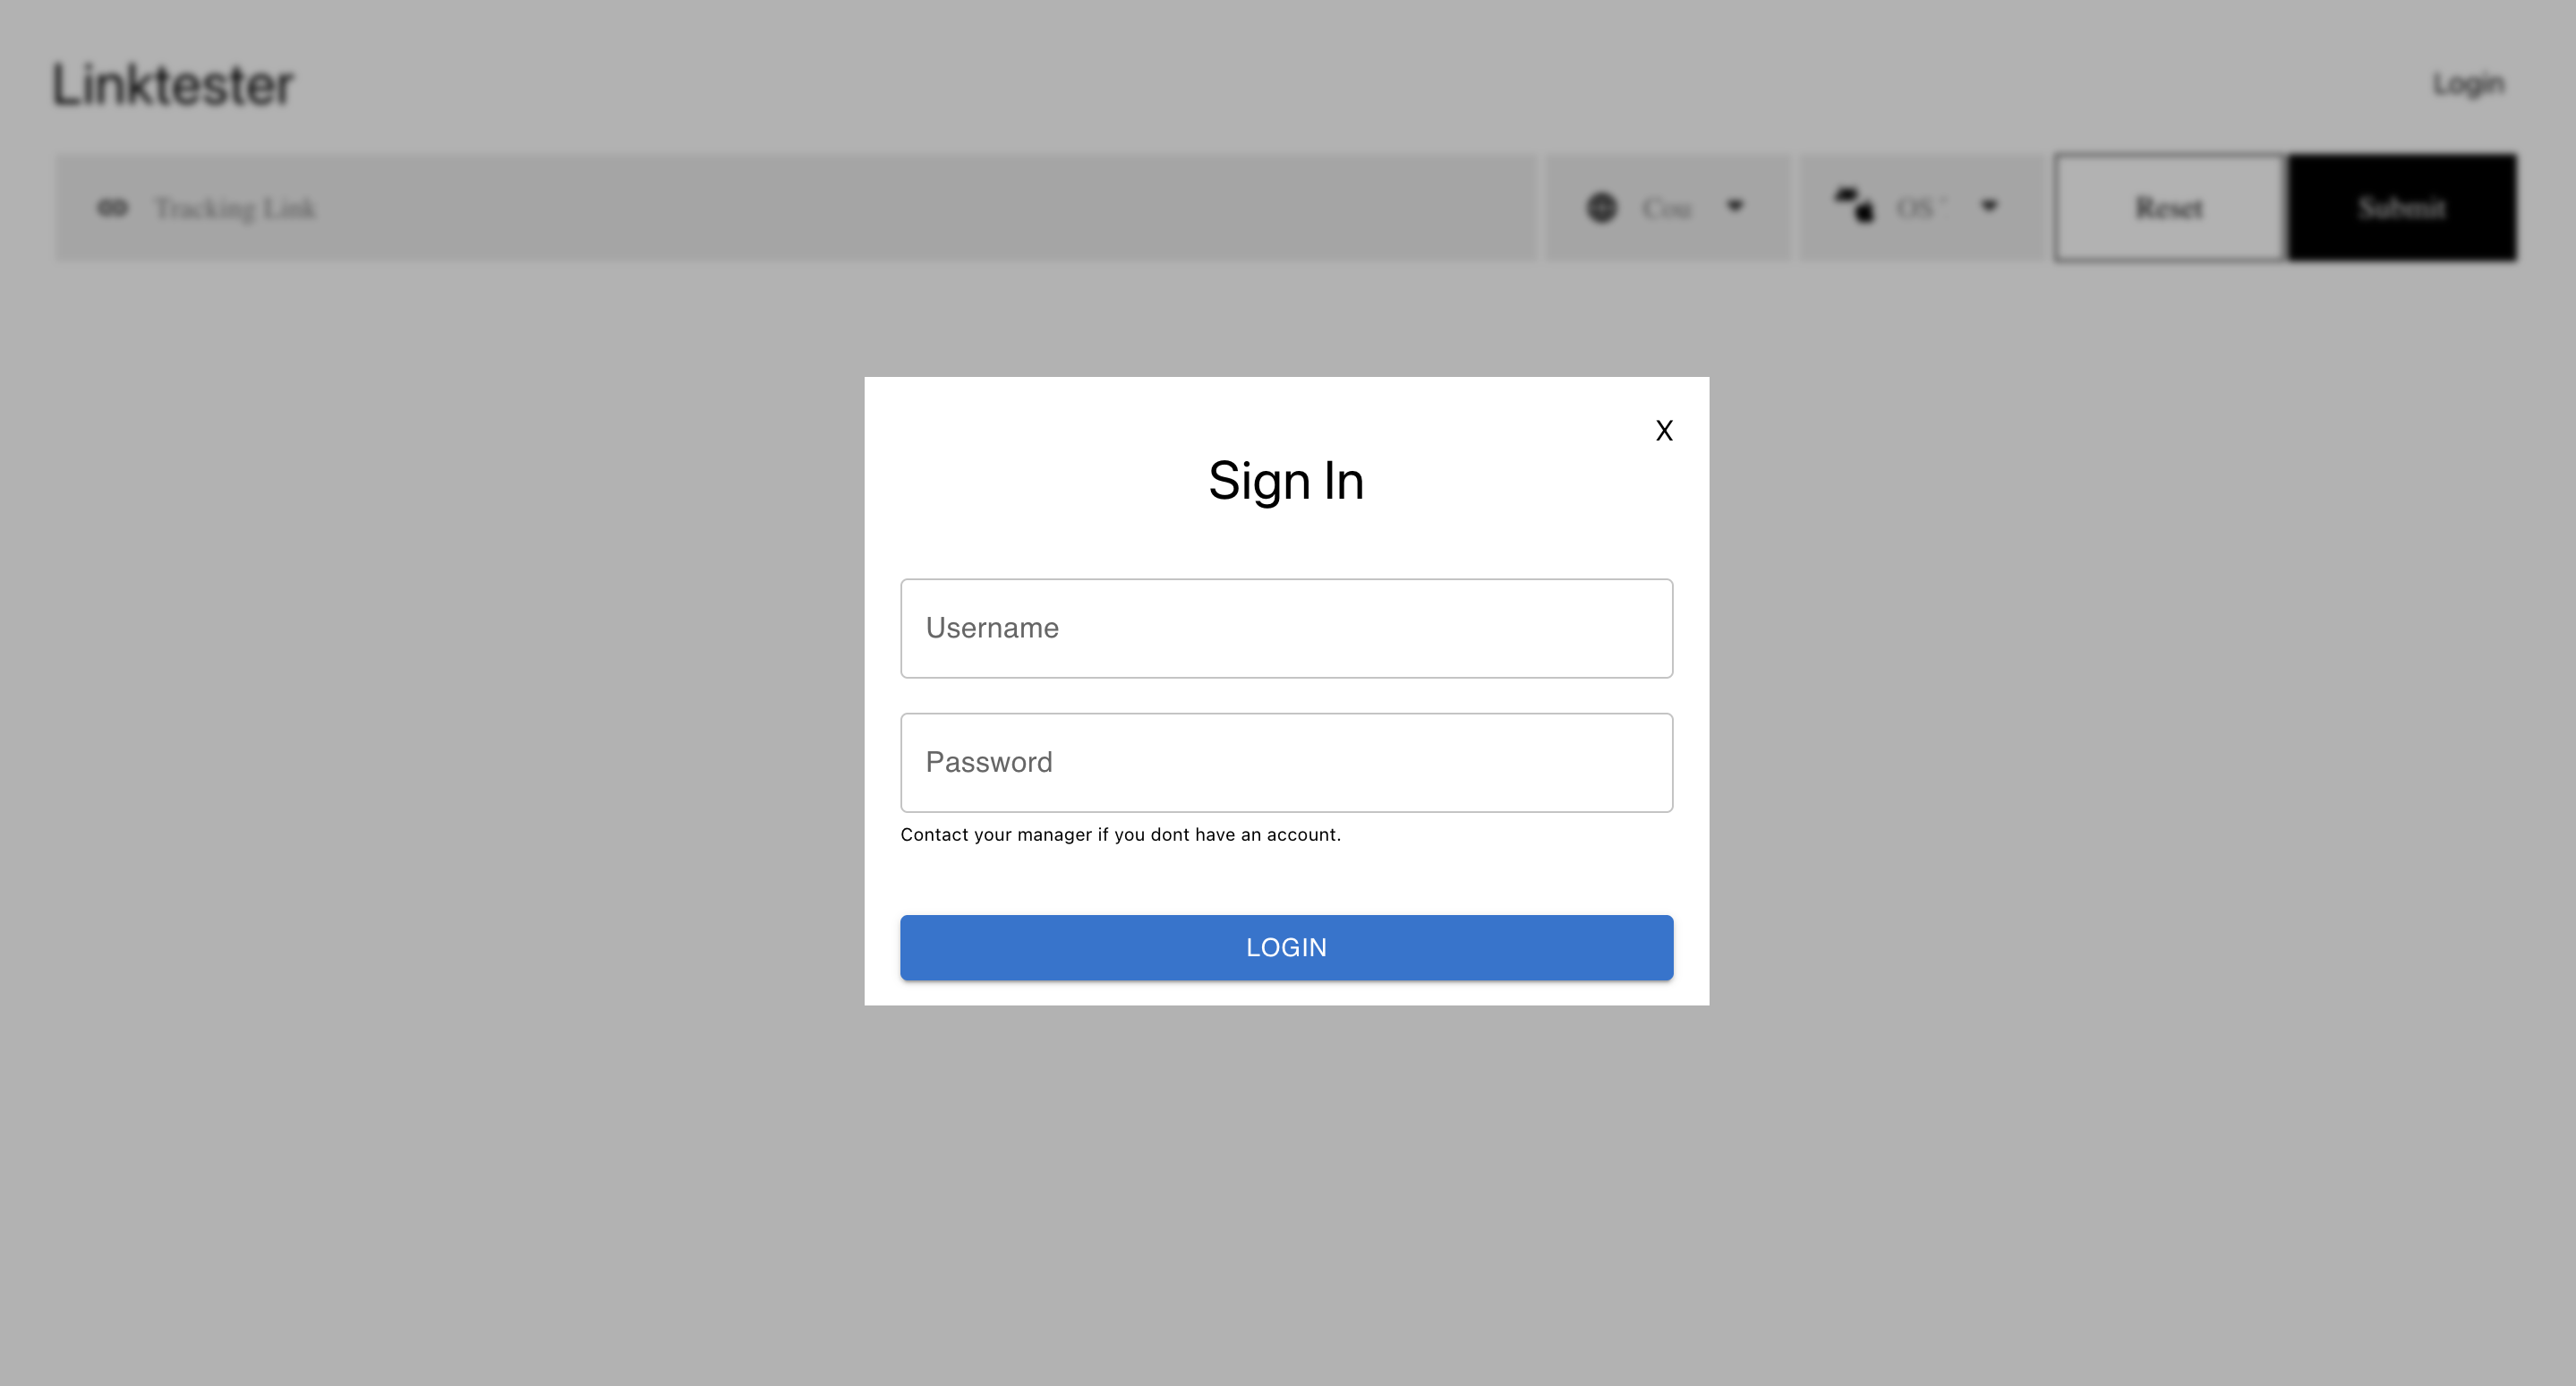 Linktester
Login
Tracking Link
Cou
OS
Reset
Submit
X
Sign In
Username
Password
Contact your manager if you dont have an account.
LOGIN